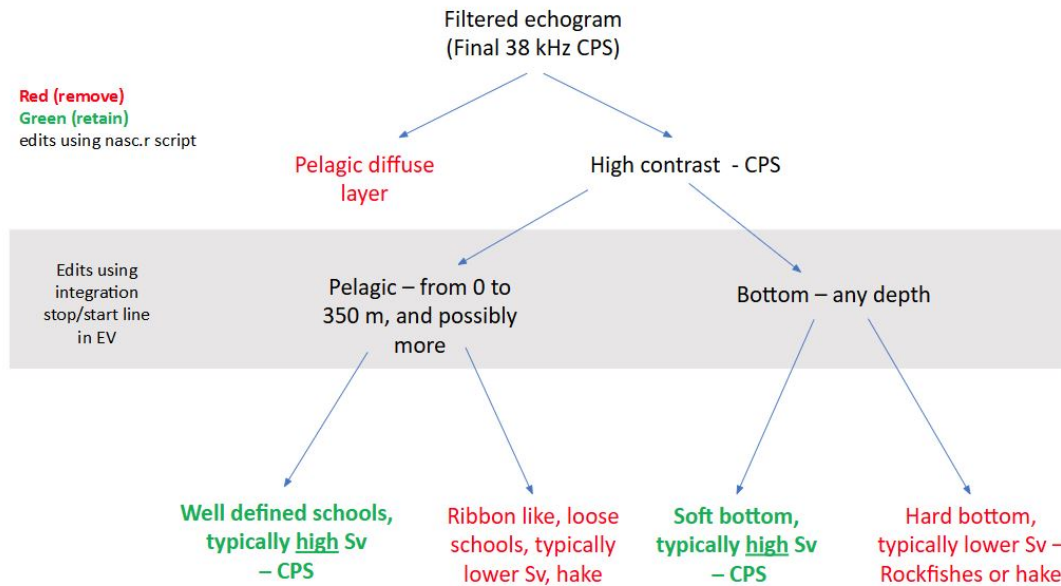 Filtered echogram
(Final 38 kHz CPS)
Red (remove)
Green (retain)
edits using nasc.r script
Pelagic diffuse
layer
High contrast - CPS
Edits using
integration
stop/start line
in EV
Pelagic – from 0 to
350 m, and possibly
more
Bottom – any depth
Well defined schools,
typically high Sv
– CPS
Ribbon like, loose
schools, typically
lower Sv, hake
Soft bottom,
typically high Sv
– CPS
Hard bottom,
typically lower Sv –
Rockfishes or hake